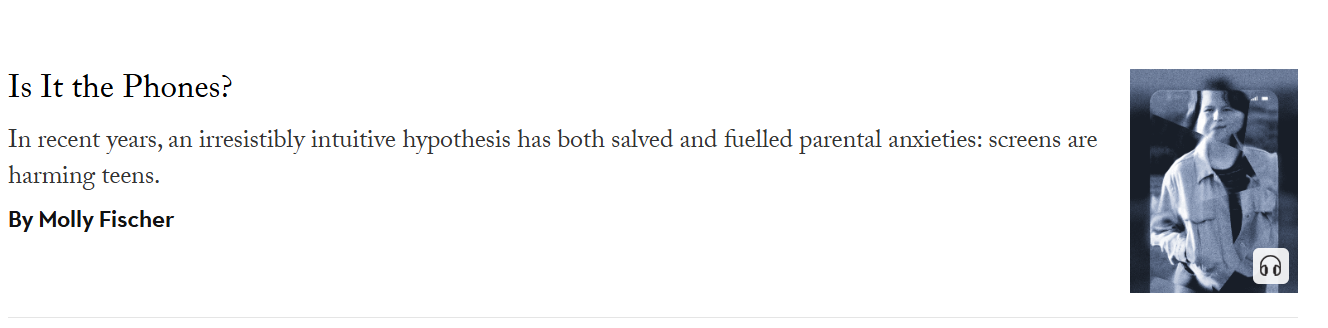 Is It the Phones?
In recent years, an irresistibly intuitive hypothesis has both salved and fuelled parental anxieties: screens are
harming teens.
By Molly Fischer